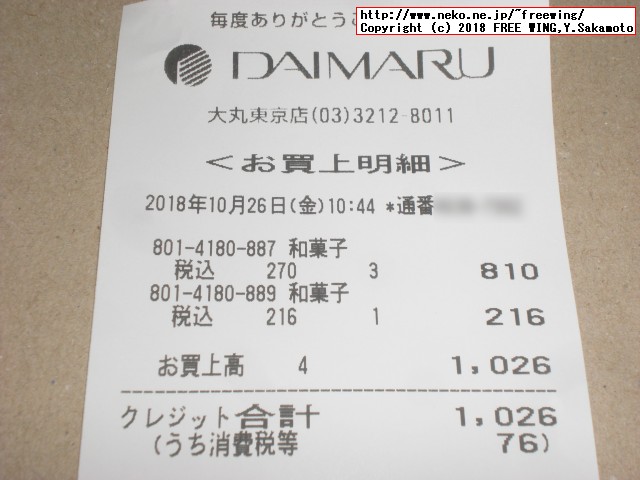 http://www.neko.ne.jp/~freewing/
Copyright (c) 2018 FREE WING,Y.Sakamoto
毎度ありがとうご
DAIMARU
大丸東京店(03)3212-8011
<お買上明細>
2018年10月26日(金)10:44 *通番
801-4180-887 和菓子
税込 270 3 810
801-4180-889 和菓子
税込 216 1 216
お買上高 4 1,026
クレジット合計 1,026
(うち消費税等 76)